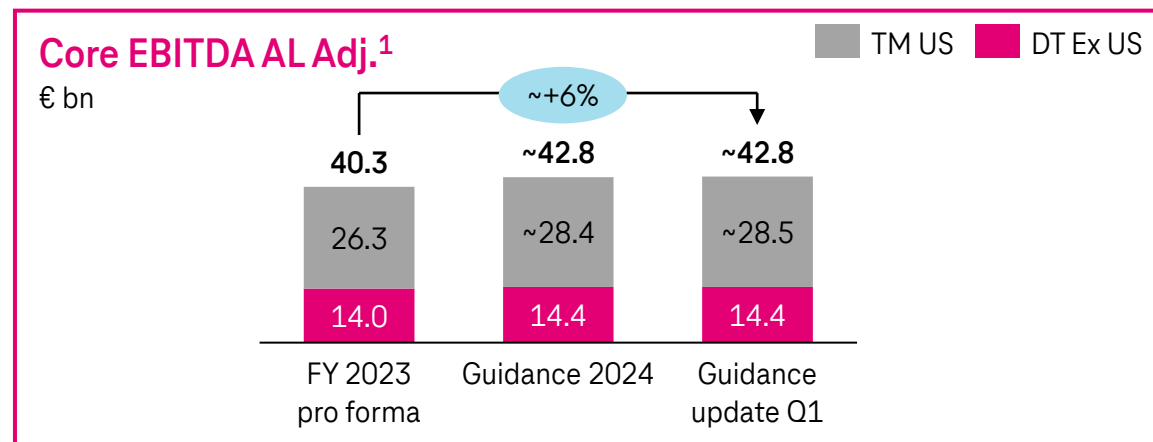 Core EBITDA AL Adj.1
€ bn
TM US
DT Ex US
~+6%
40.3
~42.8
~42.8
26.3
~28.4
~28.5
14.0
14.4
14.4
FY 2023
pro forma
Guidance 2024
Guidance
update Q1